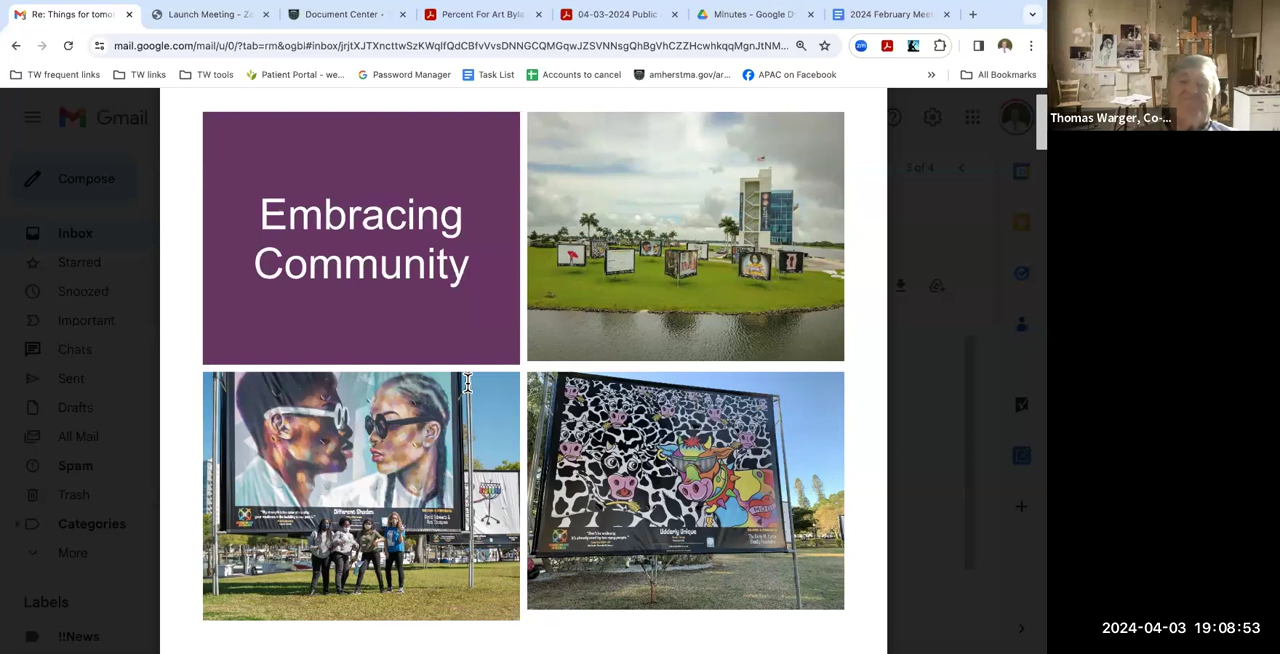 Re: Things for tomo
Launch Meeting - Z
Document Center •
Percent For Art Byla
04-03-2024 Public
Minutes - Google D
2024 February Mee
mail.google.com/mail/u/0/?tab=rm&ogbl#inbox/
TW frequent links
TW links
TW tools
Patient Portal - we...
Password Manager
Task List
Accounts to cancel
amherstma.gov/ar...
APAC on Facebook
»
All Bookmarks
Thomas Warger, Co-...
Gmail
Compose
3 of 4
Inbox
Starred
Snoozed
Important
Chats
Sent
Drafts
All Mail
Spam
Trash
Categories
More
Labels
!!News
Embracing
Community
Different Shades
Udderly Unique
2024-04-03 19:08:53